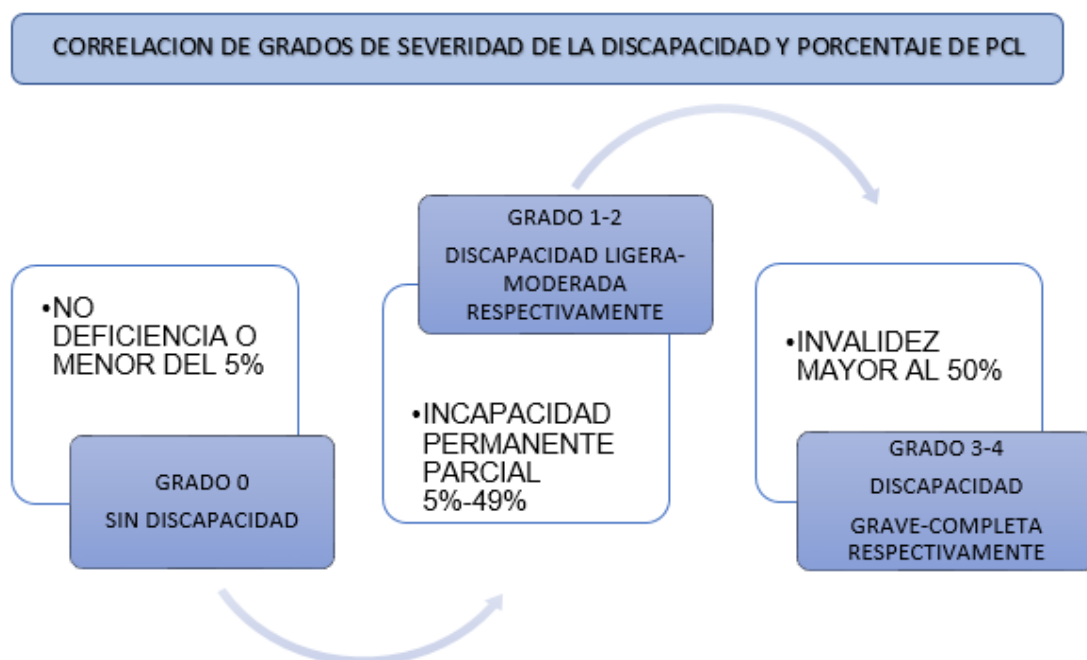 CORRELACION DE GRADOS DE SEVERIDAD DE LA DISCAPACIDAD Y PORCENTAJE DE PCL
•NO
DEFICIENCIA O
MENOR DEL 5%
GRADO 0
SIN DISCAPACIDAD
GRADO 1-2
DISCAPACIDAD LIGERA-
MODERADA
RESPECTIVAMENTE
•INCAPACIDAD
PERMANENTE
PARCIAL
5%-49%
•INVALIDEZ
MAYOR AL 50%
GRADO 3-4
DISCAPACIDAD
GRAVE-COMPLETA
RESPECTIVAMENTE